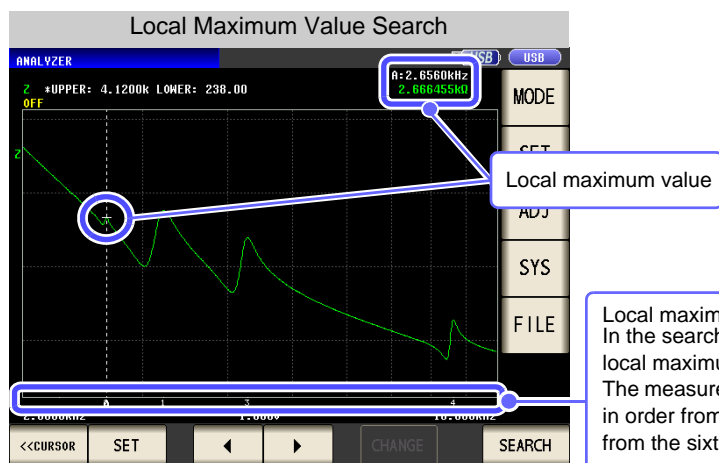 Local Maximum Value Search
ANALYZER
USB
USB
Z *UPPER: 4.1200k LOWER: 238.00
OFF
A:2.6560kHz
2.666455kΩ
MODE
Z
Local maximum value
ADJ
SYS
FILE
Local maxim
In the search
local maximu
The measure
in order from
from the sixt
1 3 4
<<CURSOR SET CHANGE SEARCH